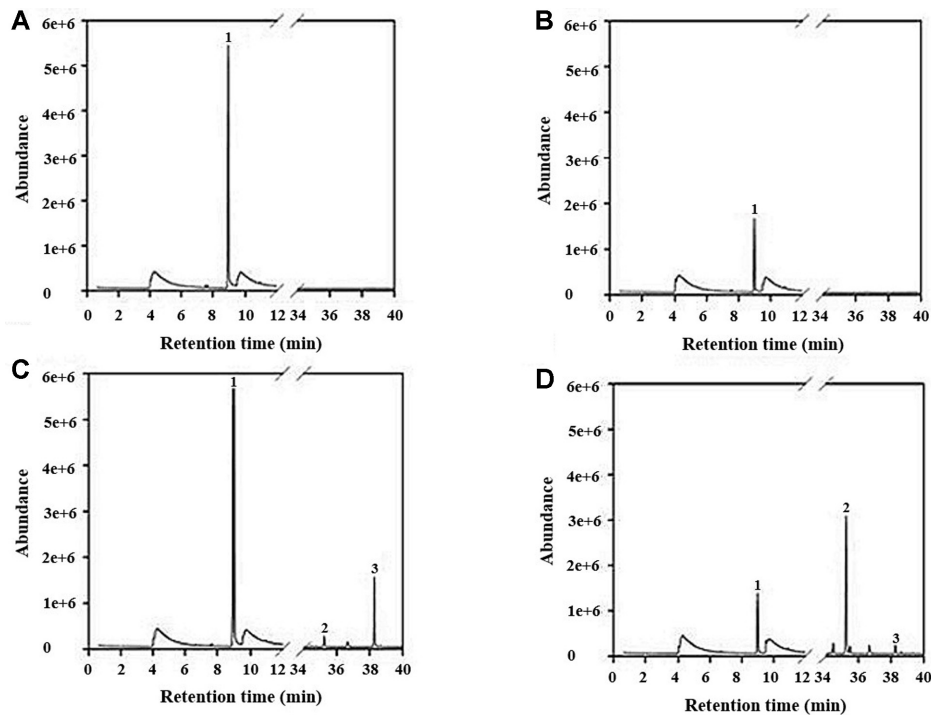 A
6e+6
5e+6
4e+6
3e+6
2e+6
1e+6
0
Abundance
1
0 2 4 6 8 10 12 34 36 38 40
Retention time (min)
B
6e+6
5e+6
4e+6
3e+6
2e+6
1e+6
0
Abundance
1
0 2 4 6 8 10 34 36 38 40
Retention time (min)
C
6e+6
5e+6
4e+6
3e+6
2e+6
1e+6
0
Abundance
1
2
3
0 2 4 6 8 10 12 34 36 38 40
Retention time (min)
D
6e+6
5e+6
4e+6
3e+6
2e+6
1e+6
0
Abundance
1
2
3
0 2 4 6 8 10 12 34 36 38 40
Retention time (min)